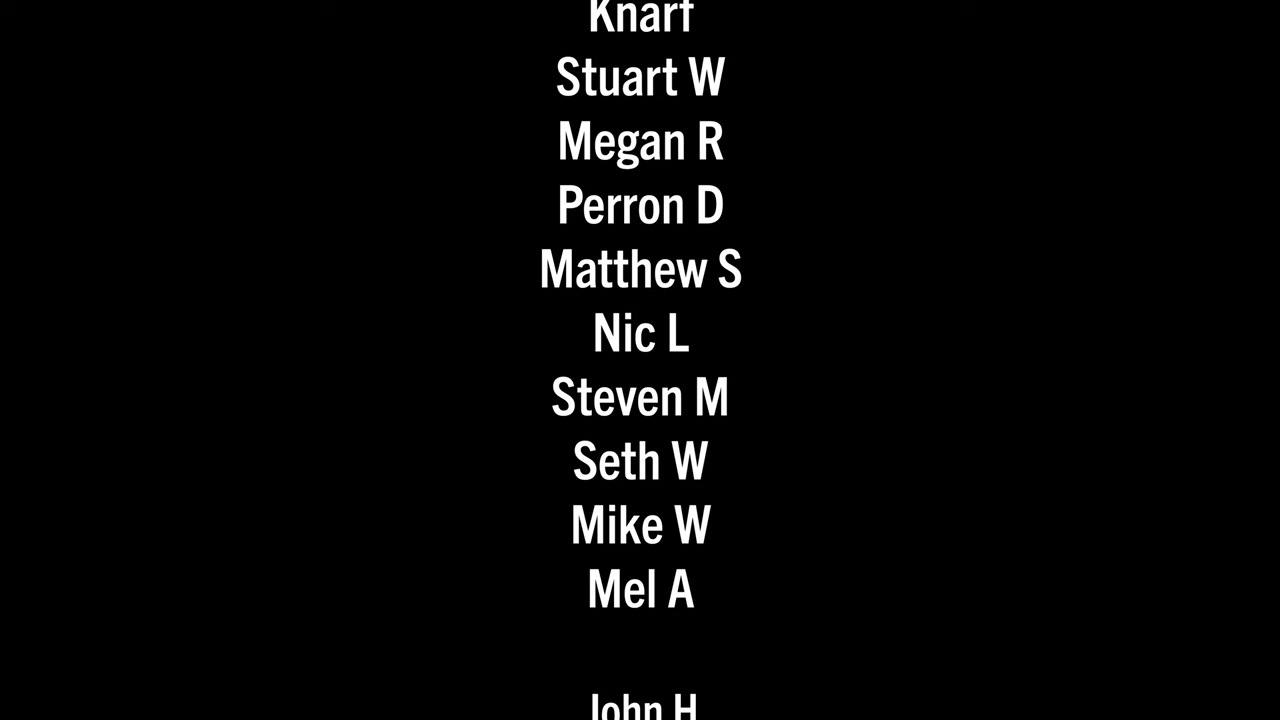 Knarf
Stuart W
Megan R
Perron D
Matthew S
Nic L
Steven M
Seth W
Mike W
Mel A
John H